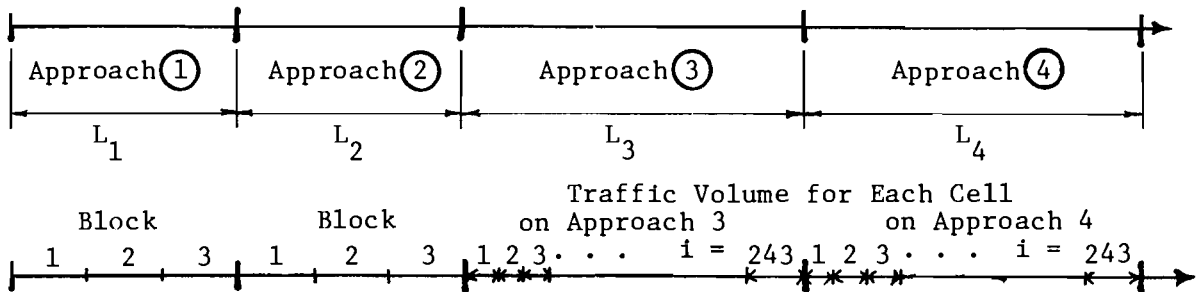 Approach 1 Approach 2 Approach 3 Approach 4
L1 L2 L3 L4
Traffic Volume for Each Cell
Block Block on Approach 3 on Approach 4
1 2 3 1 2 3 1 2 3 . . . i = 243 1 2 3 . . . i = 243